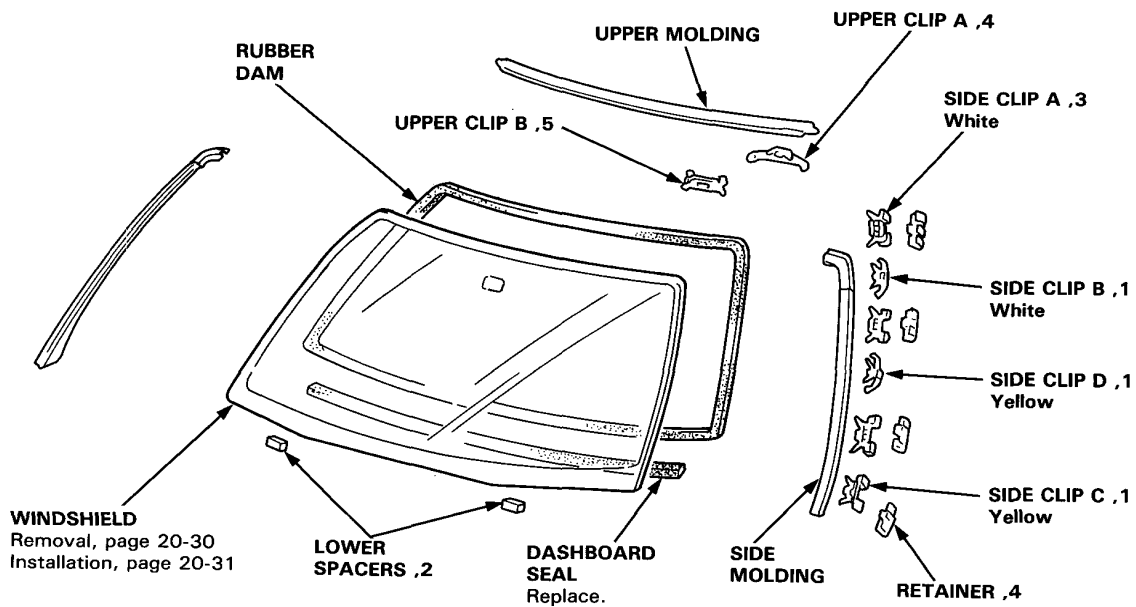 UPPER CLIP A ,4
UPPER MOLDING
RUBBER
DAM
SIDE CLIP A ,3
White
UPPER CLIP B ,5
SIDE CLIP B ,1
White
SIDE CLIP D ,1
Yellow
SIDE CLIP C ,1
Yellow
WINDSHIELD
Removal, page 20-30
Installation, page 20-31
LOWER
SPACERS ,2
DASHBOARD
SEAL
Replace.
SIDE
MOLDING
RETAINER ,4